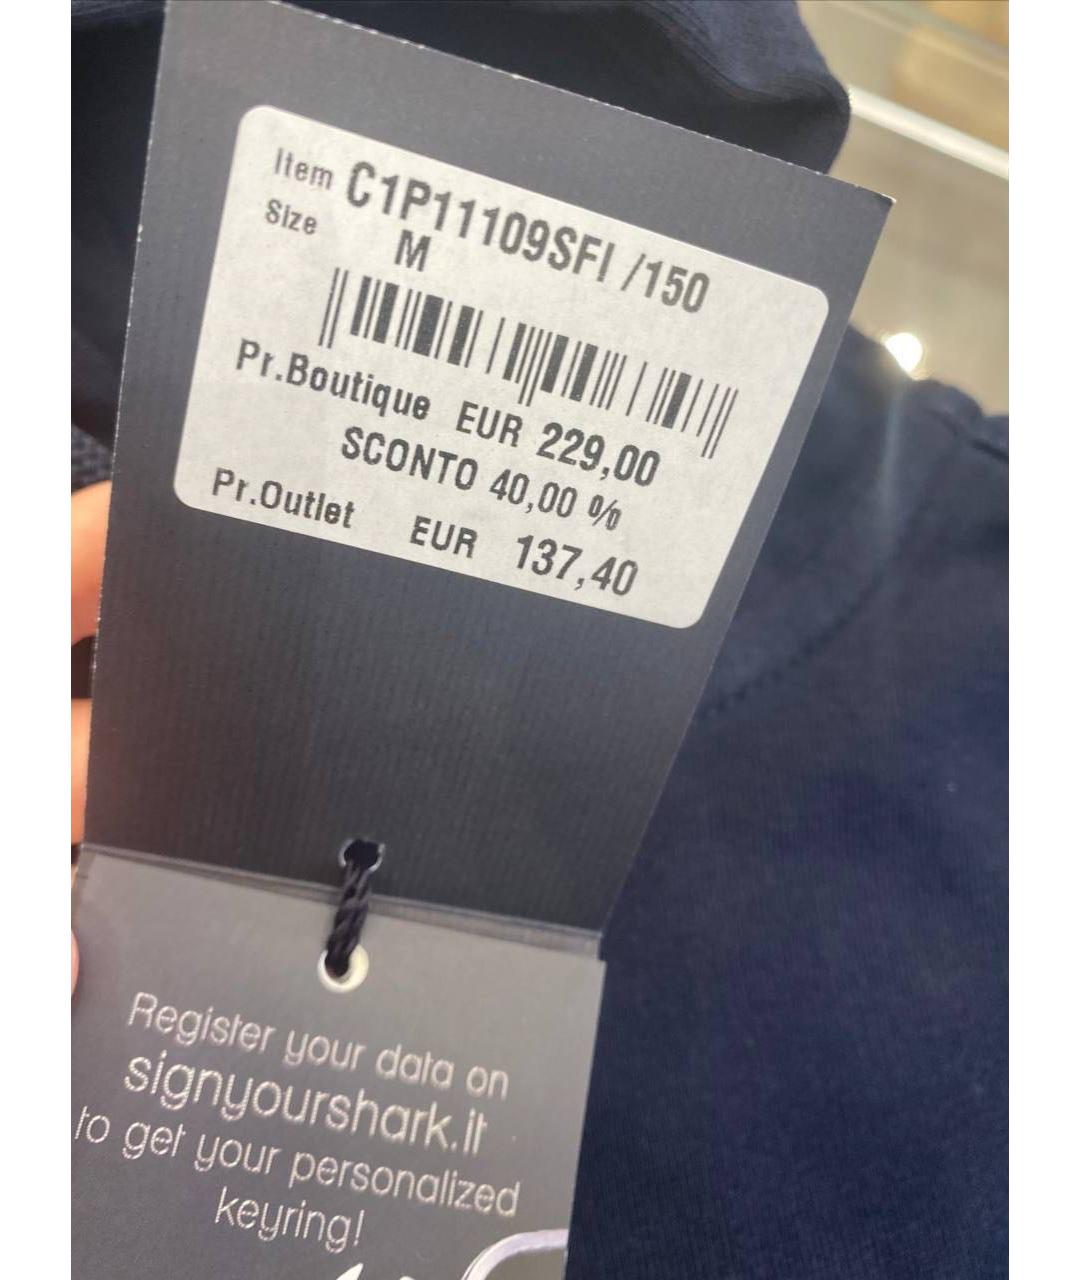 Item C1P11109SFI /150
Size M
Pr.Boutique EUR 229,00
SCONTO 40,00 %
Pr.Outlet EUR 137,40
Register your data on
signyourshark.it
to get your personalized
keyring!